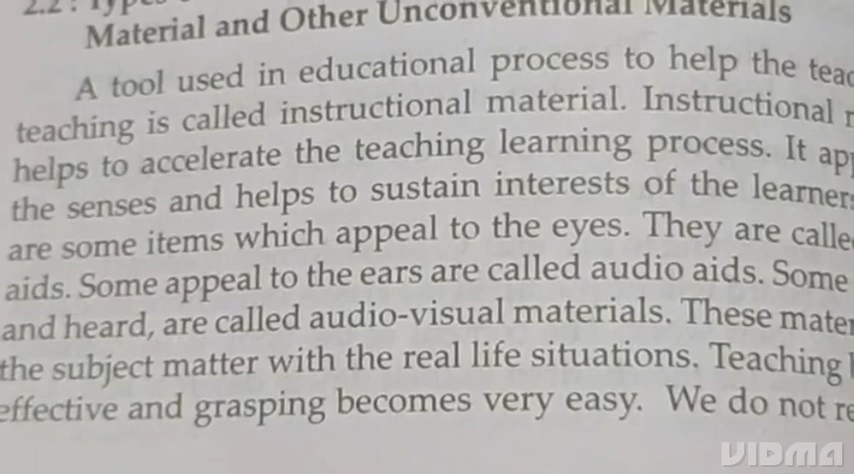 2.2 :
Material and Other Unconventional Materials
A tool used in educational process to help the
teaching is called instructional material. Instructional
helps to accelerate the teaching learning process. It
the senses and helps to sustain interests of the
are some items which appeal to the eyes. They are
aids. Some appeal to the ears are called audio aids. Some
and heard, are called audio-visual materials. These
the subject matter with the real life situations. Teaching
effective and grasping becomes very easy. We do not
VIDMA